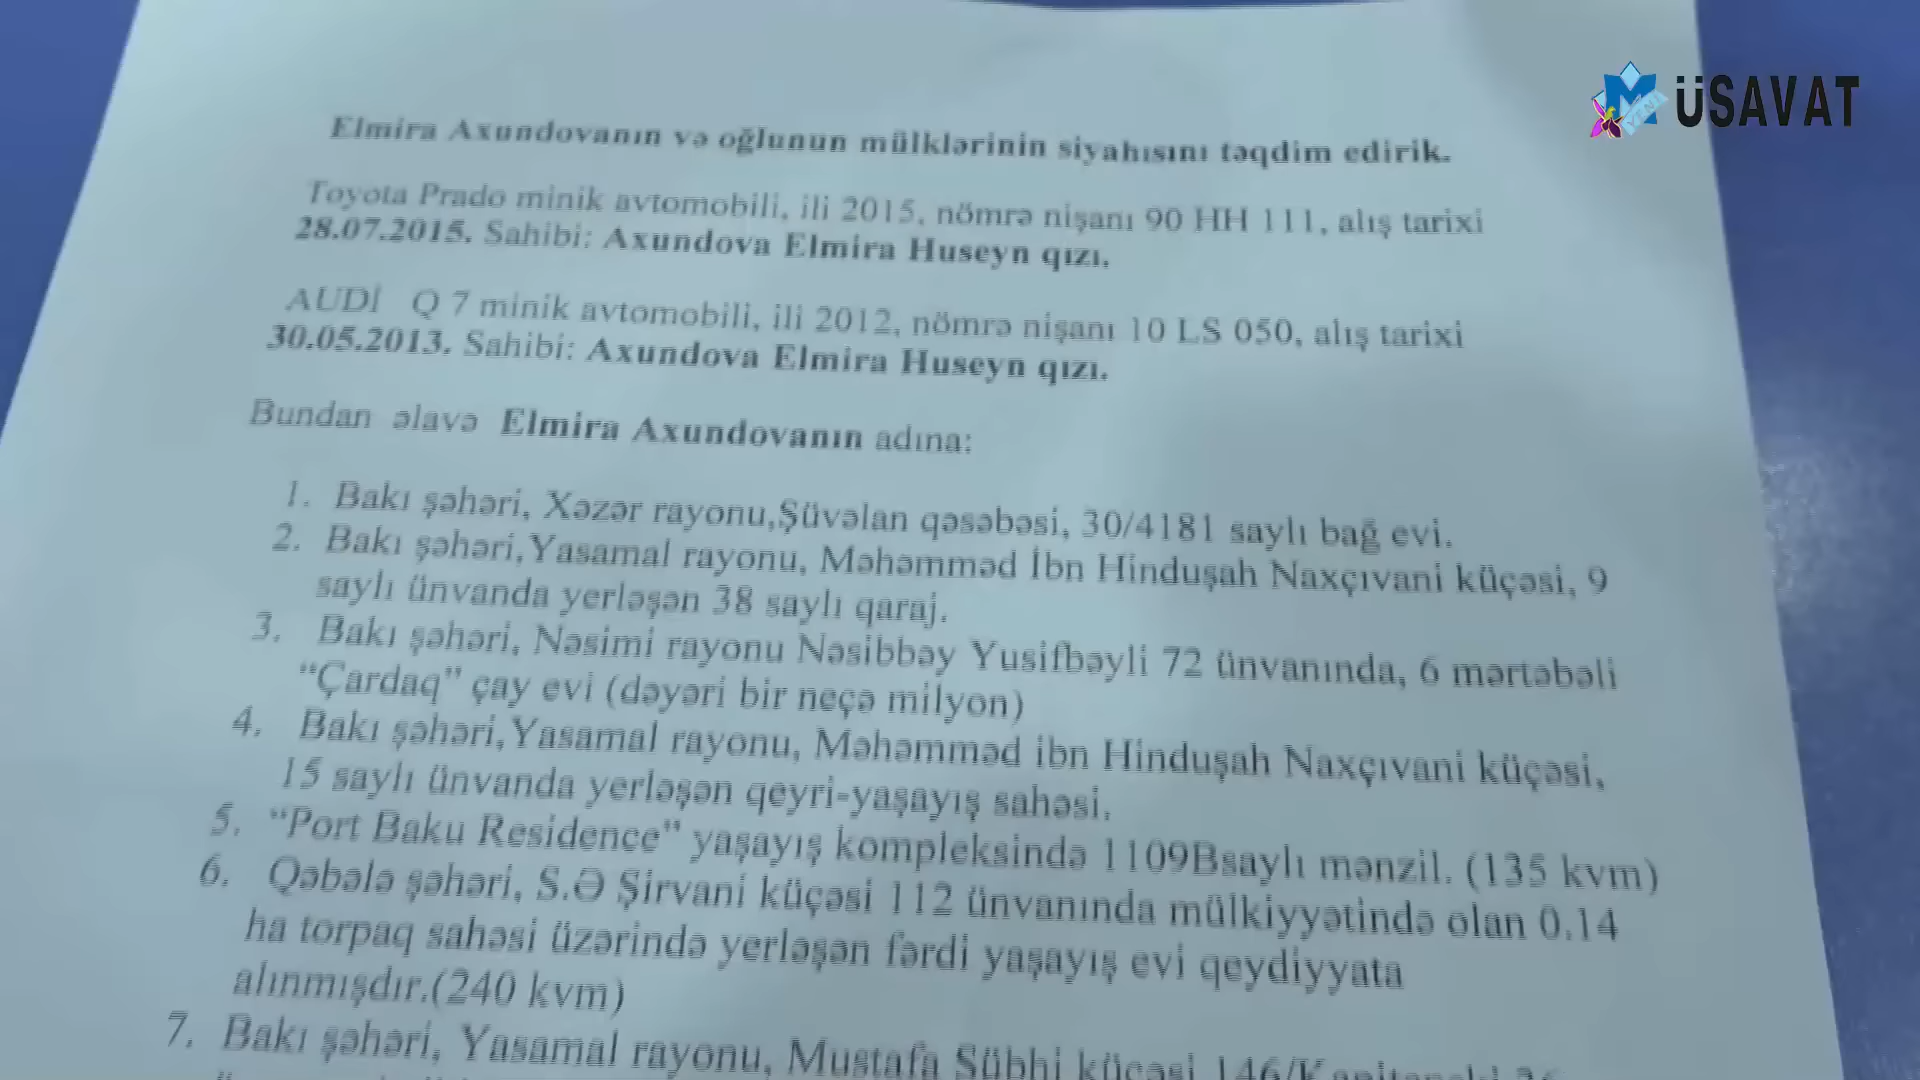 MÜSAVAT
Elmira Axundovanın və oğlunun mülklərinin siyahısını təqdim edirik.
Toyota Prado minik avtomobili, ili 2015, nömrə nişanı 90 HH 111, alış tarixi
28.07.2015. Sahibi: Axundova Elmira Huseyn qızı.
AUDİ Q 7 minik avtomobili, ili 2012, nömrə nişanı 10 LS 050, alış tarixi
30.05.2013. Sahibi: Axundova Elmira Huseyn qızı.
Bundan əlavə Elmira Axundovanın adına:
1. Bakı şəhəri, Xəzər rayonu,Şüvəlan qəsəbəsi, 30/4181 saylı bağ evi.
2. Bakı şəhəri,Yasamal rayonu, Məhəmməd İbn Hinduşah Naxçıvani küçəsi, 9
saylı ünvanda yerləşən 38 saylı qaraj.
3. Bakı şəhəri, Nəsimi rayonu Nəsibbəy Yusifbəyli 72 ünvanında, 6 mərtəbəli
"Çardaq" çay evi (dəyəri bir neçə milyon)
4. Bakı şəhəri,Yasamal rayonu, Məhəmməd ibn Hinduşah Naxçıvani küçəsi,
15 saylı ünvanda yerləşən qeyri-yaşayış sahəsi.
5. "Port Baku Residence" yaşayış kompleksində 1109Bsaylı mənzil. (135 kvm)
6. Qəbələ şəhəri, S.Ə Şirvani küçəsi 112 ünvanında mülkiyyətində olan 0.14
ha torpaq sahəsi üzərində yerləşən fərdi yaşayış evi qeydiyyata
alınmışdır.(240 kvm)
7. Bakı şəhəri, Yasamal rayonu, Mustafa Sübhi küçəsi